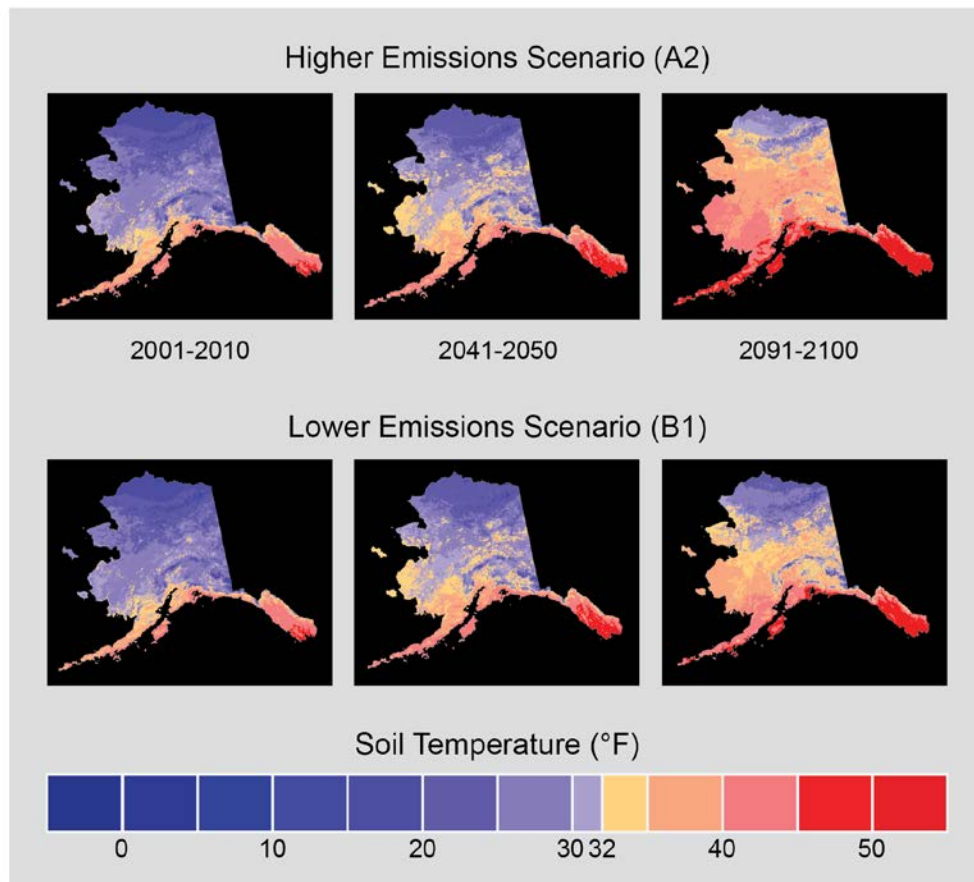 Higher Emissions Scenario (A2)
2001-2010 2041-2050 2091-2100
Lower Emissions Scenario (B1)
Soil Temperature (°F)
0 10 20 30 32 40 50